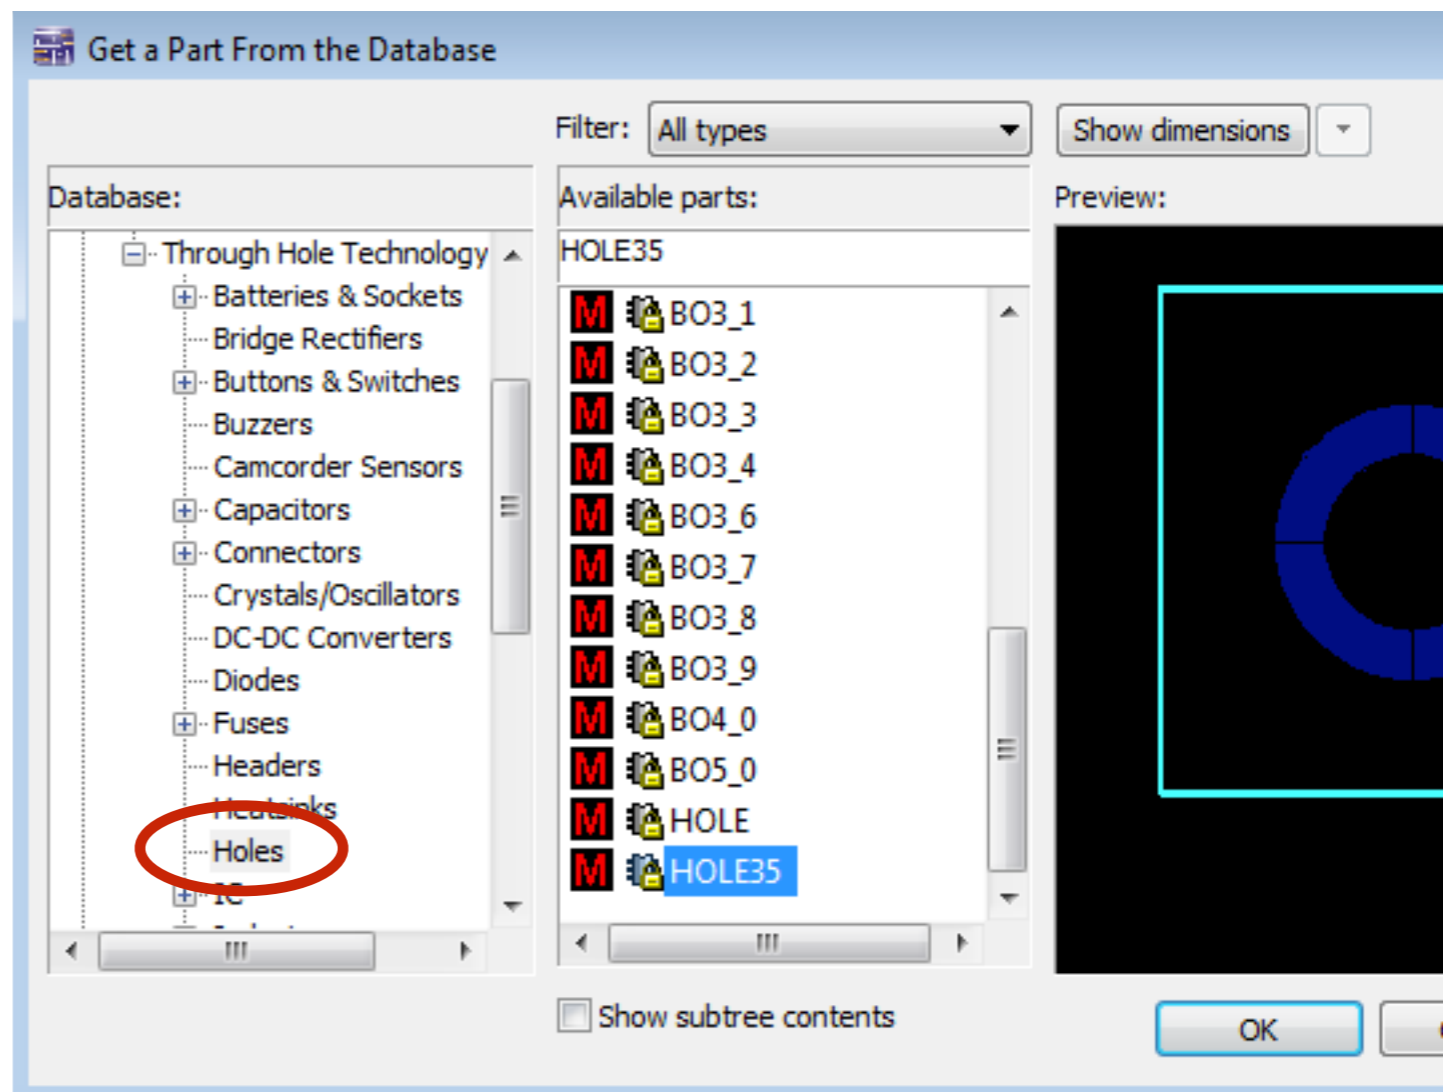 Get a Part From the Database
Filter: All types
Show dimensions
Database:
Available parts:
Preview:
Through Hole Technology
Batteries & Sockets
Bridge Rectifiers
Buttons & Switches
Buzzers
Camcorder Sensors
Capacitors
Connectors
Crystals/Oscillators
DC-DC Converters
Diodes
Fuses
Headers
Heatsinks
Holes
IC
HOLE35
M BO3_1
M BO3_2
M BO3_3
M BO3_4
M BO3_6
M BO3_7
M BO3_8
M BO3_9
M BO4_0
M BO5_0
M HOLE
M HOLE35
Show subtree contents
OK